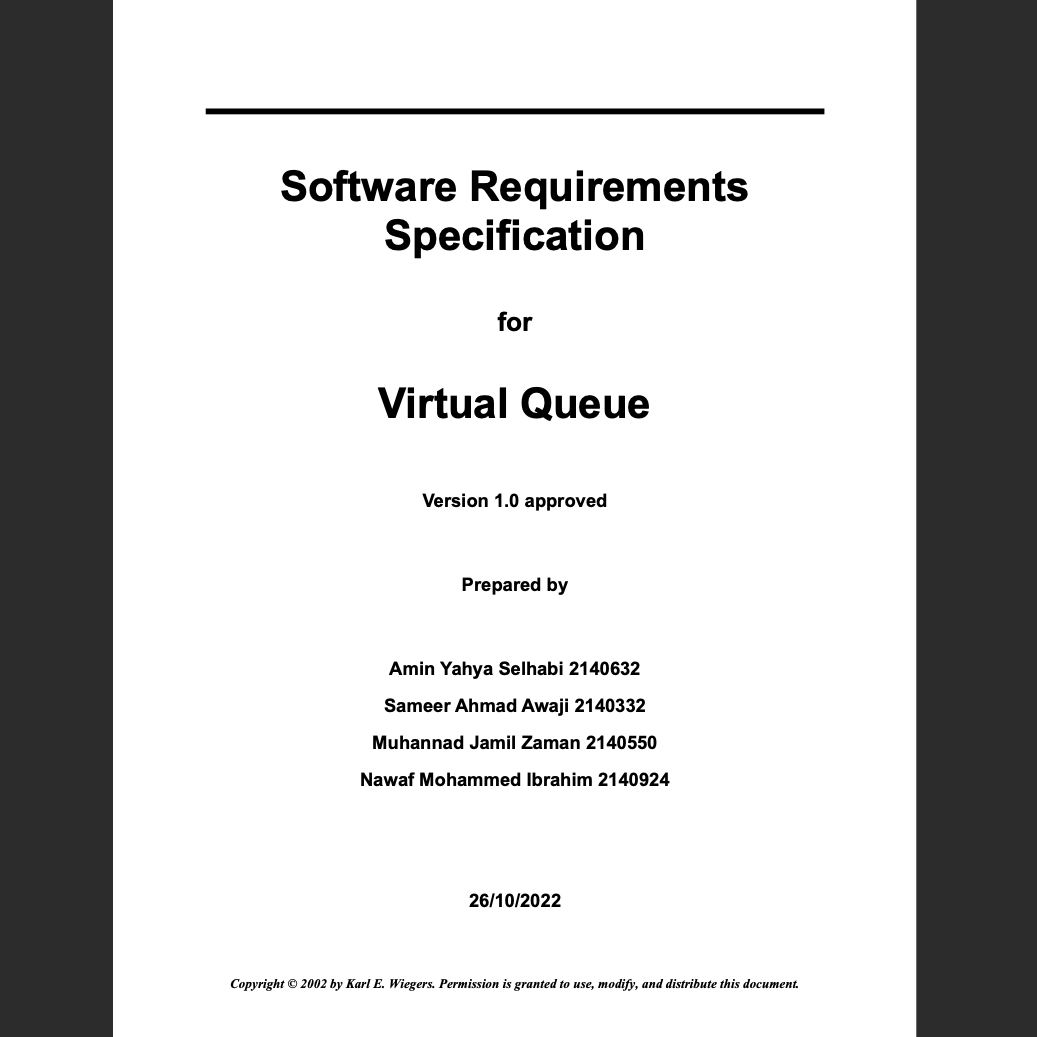 Software Requirements
Specification
for
Virtual Queue
Version 1.0 approved
Prepared by
Amin Yahya Selhabi 2140632
Sameer Ahmad Awaji 2140332
Muhannad Jamil Zaman 2140550
Nawaf Mohammed Ibrahim 2140924
26/10/2022
Copyright © 2002 by Karl E. Wiegers. Permission is granted to use, modify, and distribute this document.